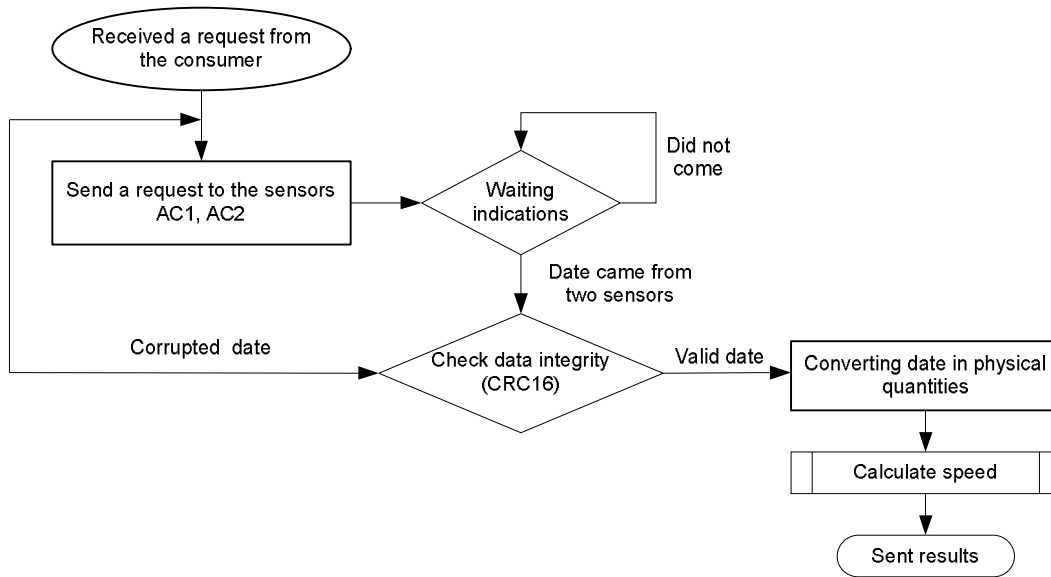 Received a request from
the consumer
Send a request to the sensors
AC1, AC2
Waiting
indications
Did not
come
Date came from
two sensors
Corrupted date
Check data integrity
(CRC16)
Valid date
Converting date in physical
quantities
Calculate speed
Sent results